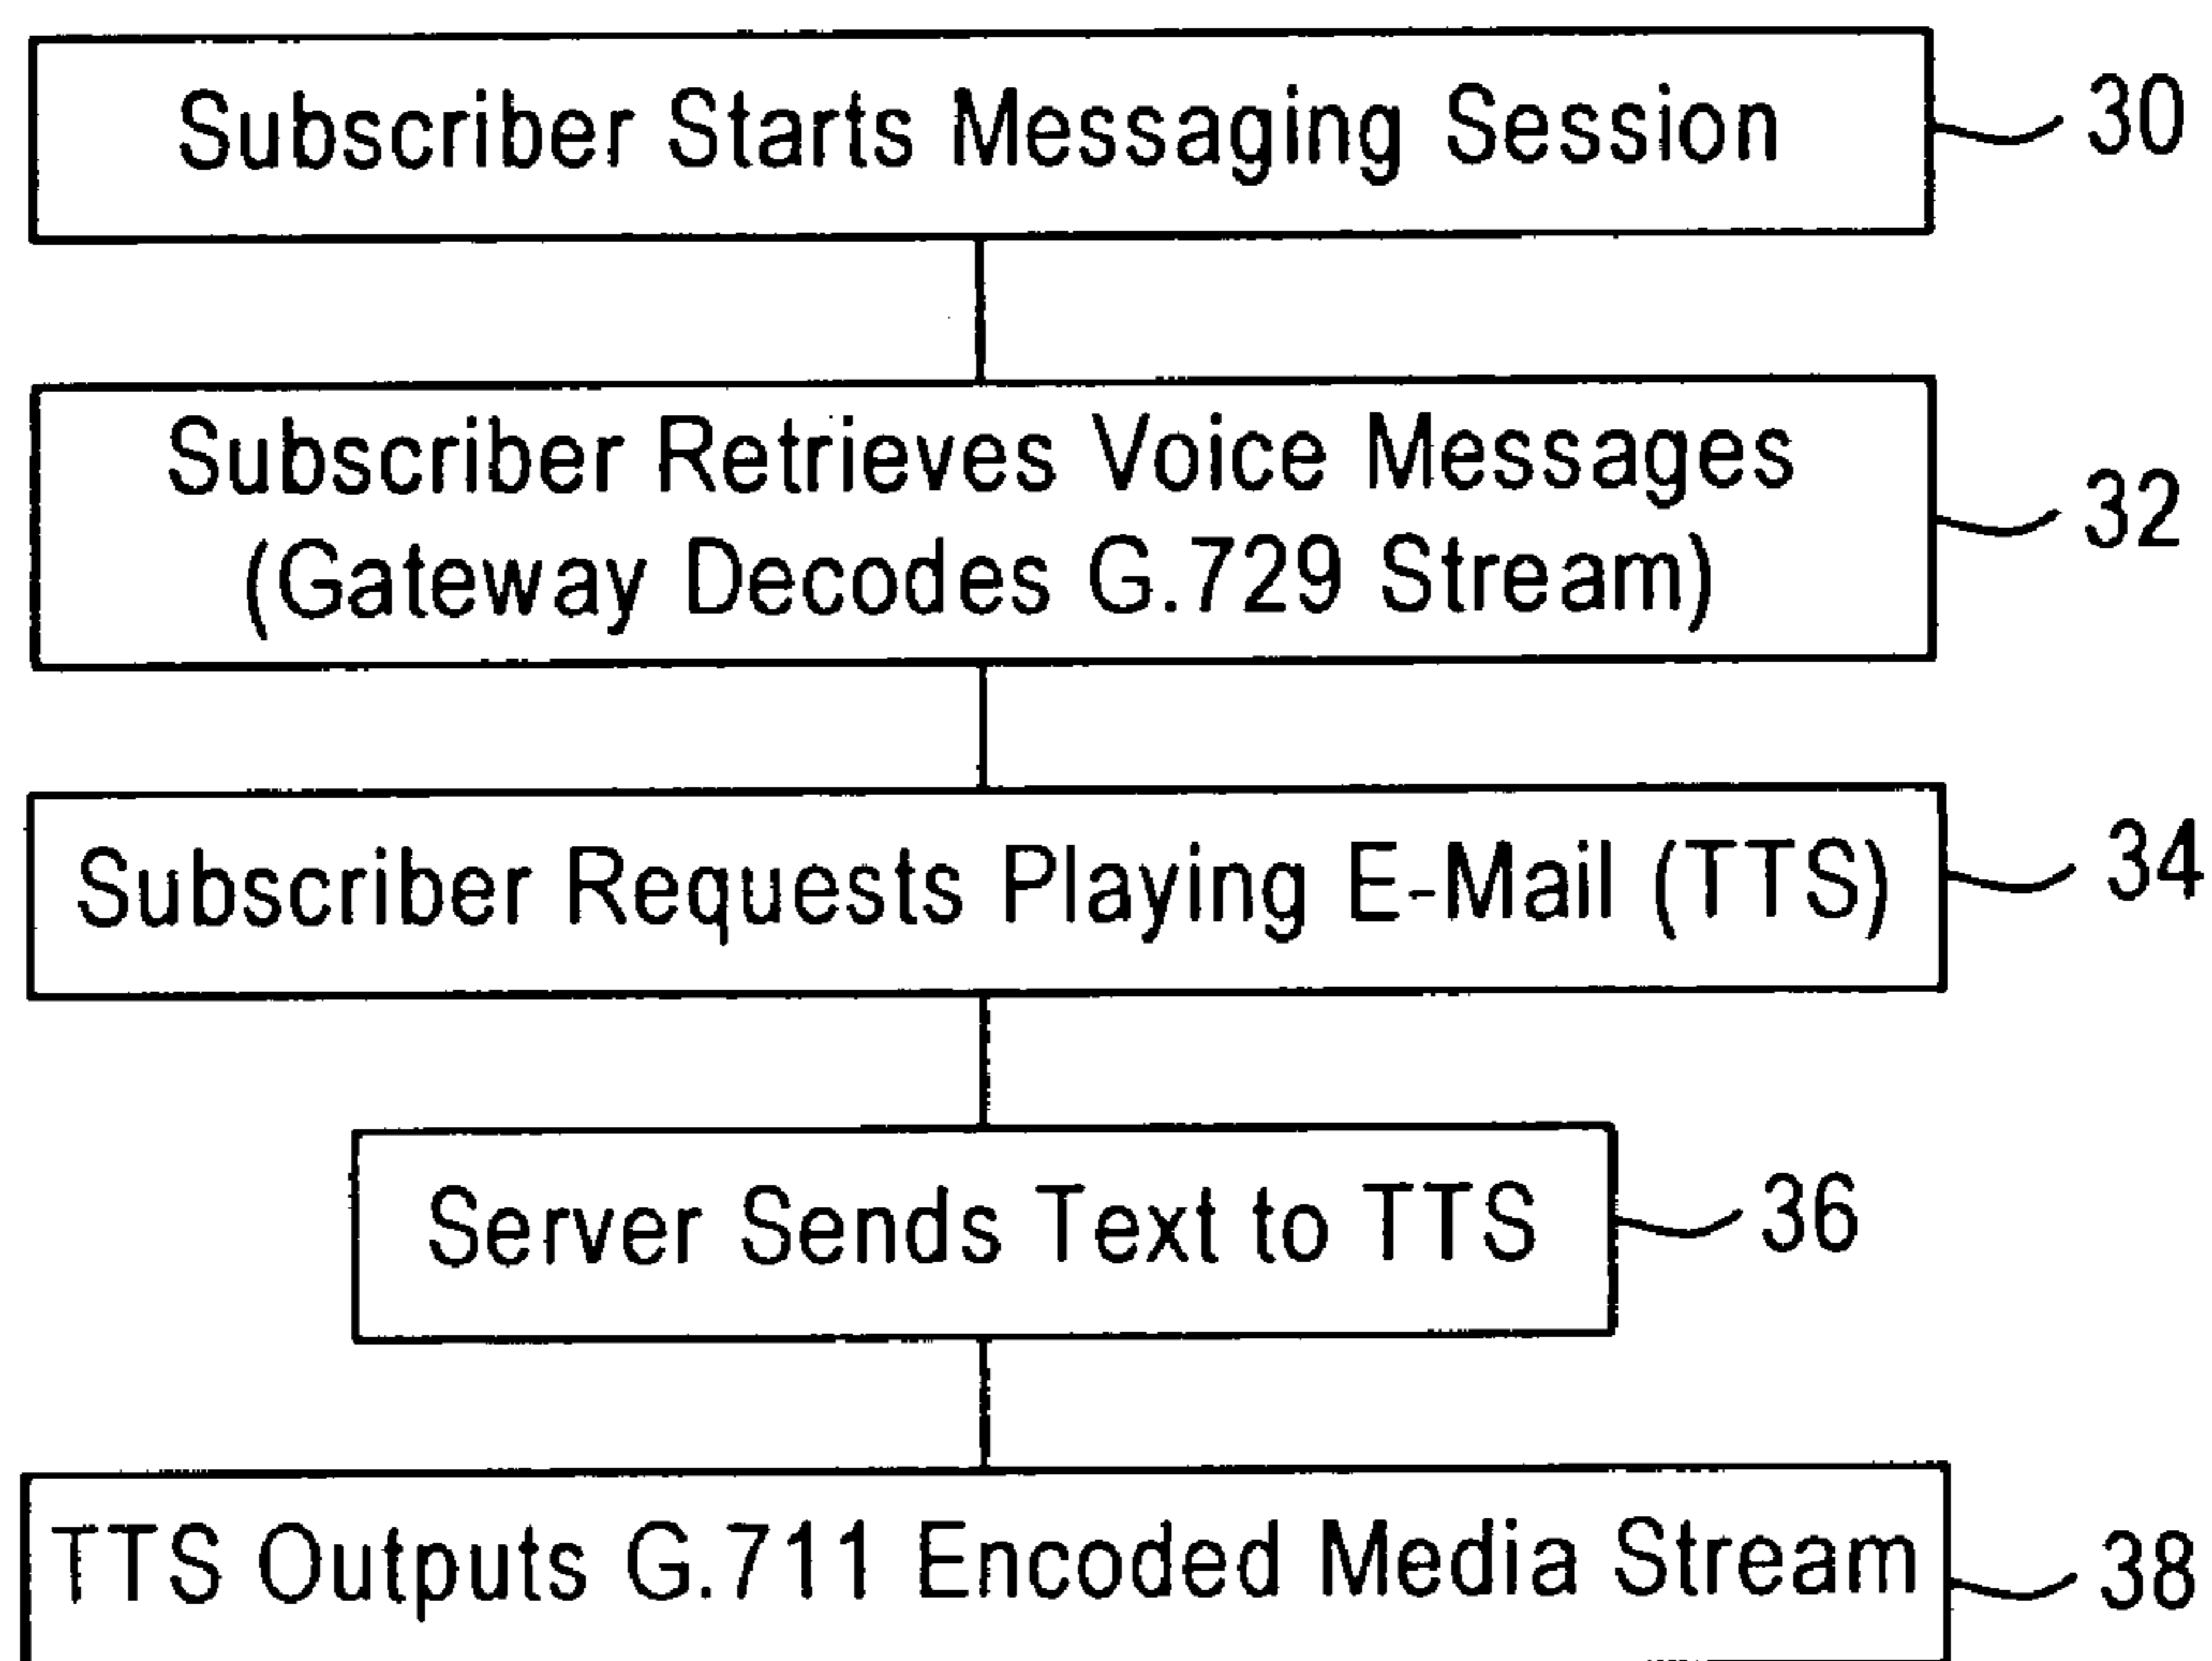 Subscriber Starts Messaging Session 30
Subscriber Retrieves Voice Messages
(Gateway Decodes G.729 Stream) 32
Subscriber Requests Playing E-Mail (TTS) 34
Server Sends Text to TTS 36
TTS Outputs G.711 Encoded Media Stream 38